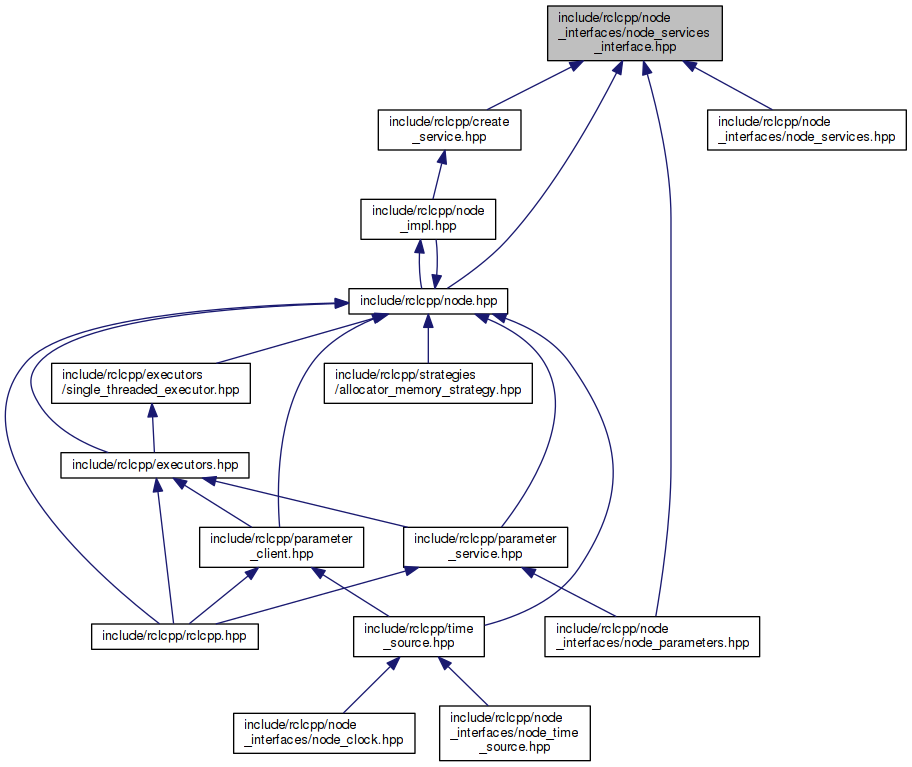 include/rclcpp/node
_interfaces/node_services
_interface.hpp
include/rclcpp/create
_service.hpp
include/rclcpp/node
_interfaces/node_services.hpp
include/rclcpp/node
_impl.hpp
include/rclcpp/node.hpp
include/rclcpp/executors
/single_threaded_executor.hpp
include/rclcpp/strategies
/allocator_memory_strategy.hpp
include/rclcpp/executors.hpp
include/rclcpp/parameter
_client.hpp
include/rclcpp/parameter
_service.hpp
include/rclcpp/rclcpp.hpp
include/rclcpp/time
_source.hpp
include/rclcpp/node
_interfaces/node_parameters.hpp
include/rclcpp/node
_interfaces/node_clock.hpp
include/rclcpp/node
_interfaces/node_time
_source.hpp